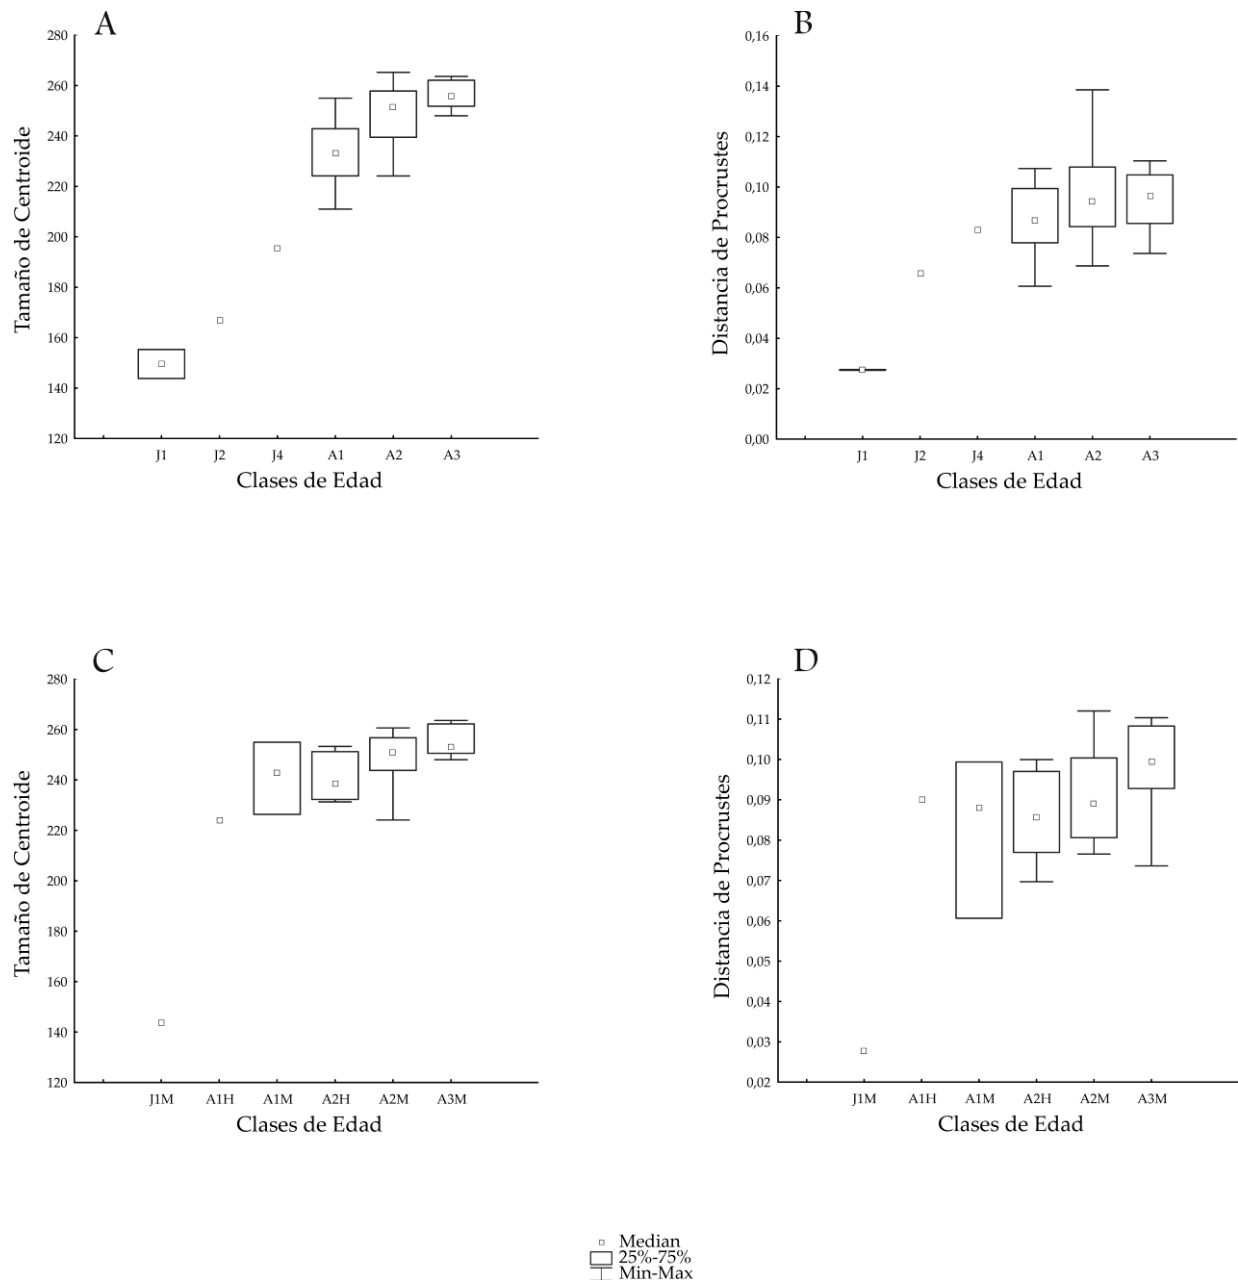 A
280
260
240
220
200
180
160
140
120
Tamaño de Centroide
J1 J2 J4 A1 A2 A3
Clases de Edad
B
0,16
0,14
0,12
0,10
0,08
0,06
0,04
0,02
0,00
Distancia de Procrustes
J1 J2 J4 A1 A2 A3
Clases de Edad
C
280
260
240
220
200
180
160
140
120
Tamaño de Centroide
J1M A1H A1M A2H A2M A3M
Clases de Edad
D
0,12
0,11
0,10
0,09
0,08
0,07
0,06
0,05
0,04
0,03
0,02
Distancia de Procrustes
J1M A1H A1M A2H A2M A3M
Clases de Edad
Median
25%-75%
Min-Max